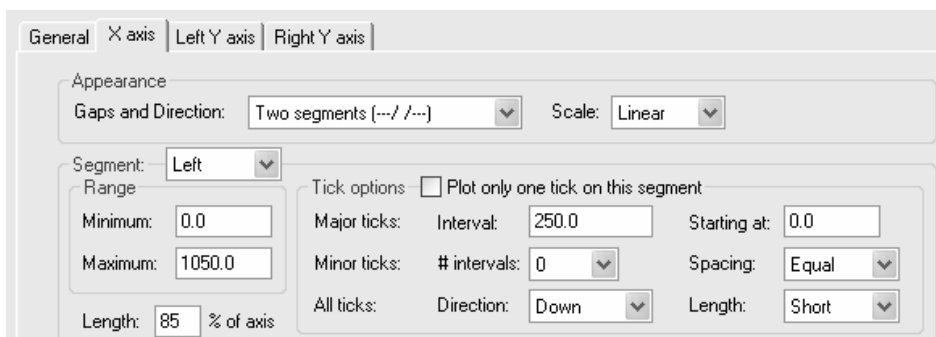 General X axis Left Y axis Right Y axis
Appearance
Gaps and Direction: Two segments (---/ /---) Scale: Linear
Segment: Left
Range Tick options Plot only one tick on this segment
Minimum: 0.0 Major ticks: Interval: 250.0 Starting at: 0.0
Maximum: 1050.0 Minor ticks: # intervals: 0 Spacing: Equal
Length: 85 % of axis All ticks: Direction: Down Length: Short